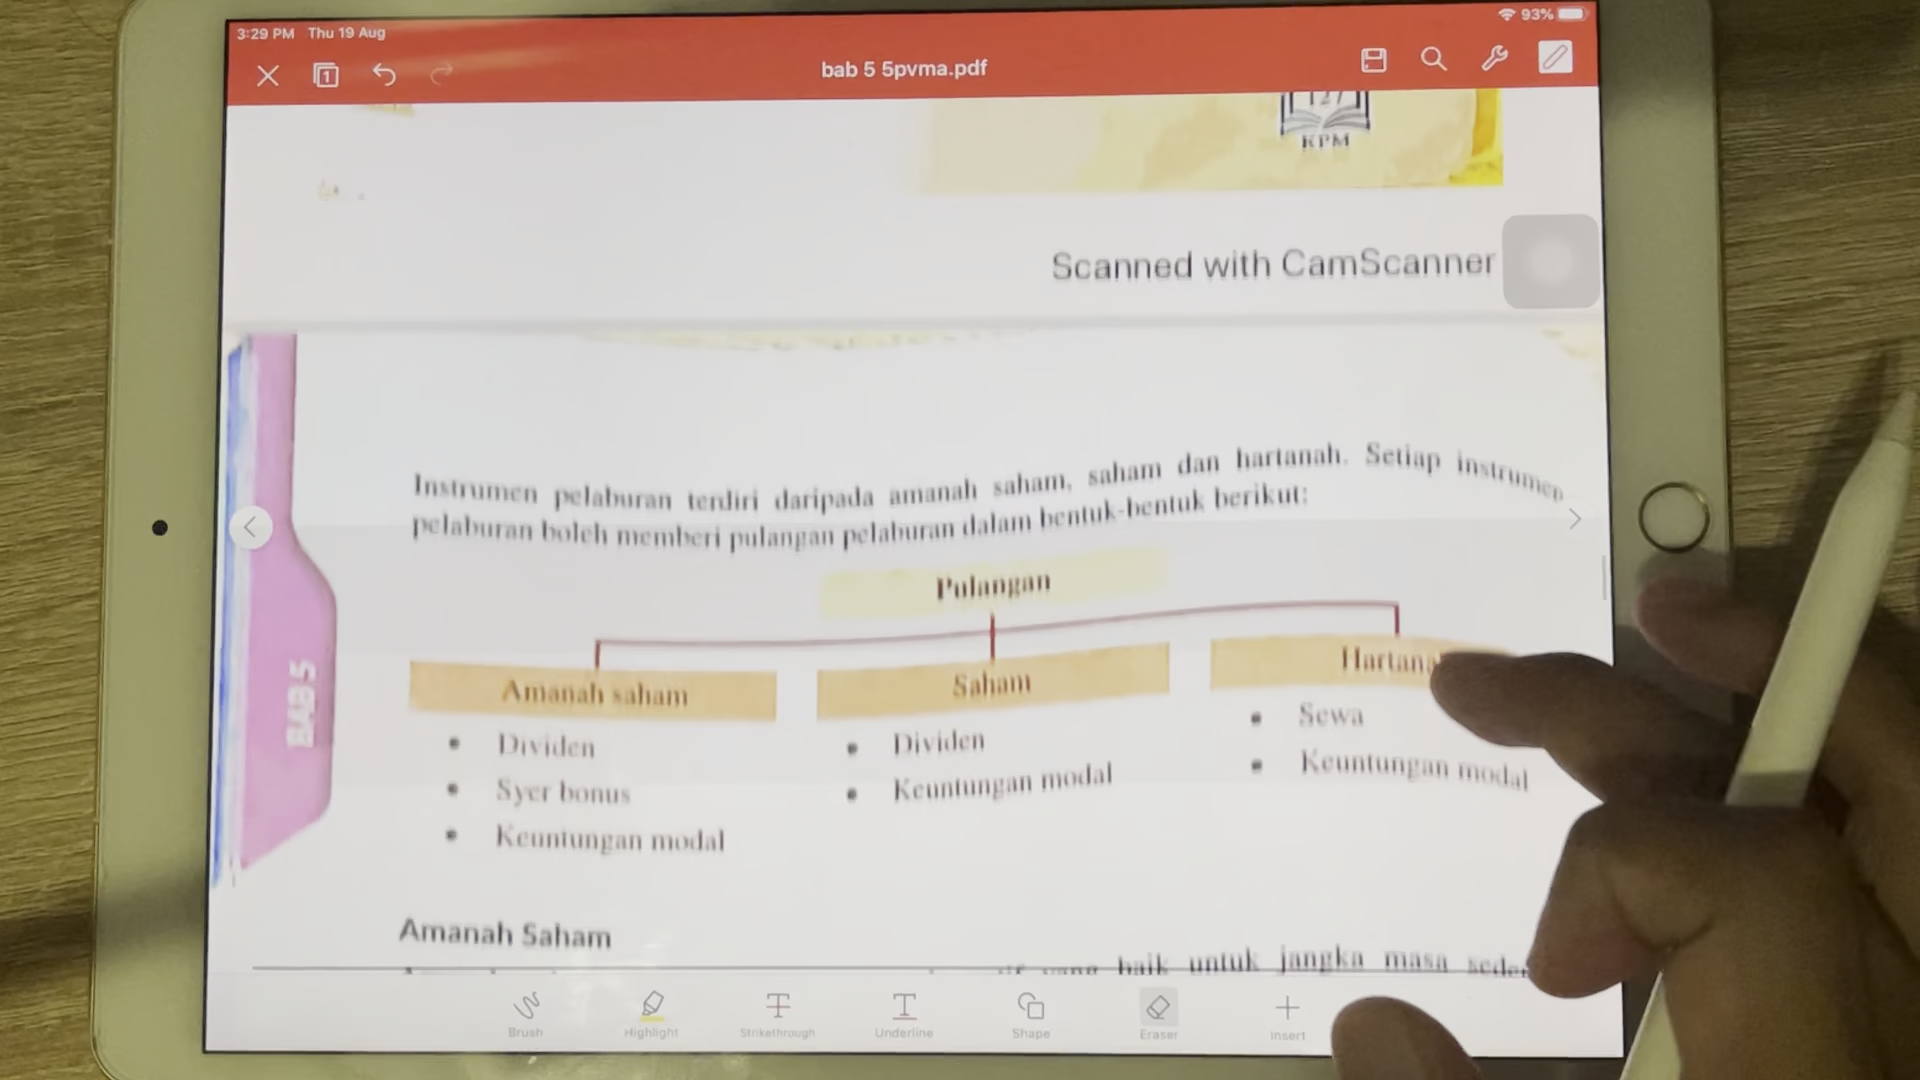 3:29 PM Thu 19 Aug
93%
bab 5 5pvma.pdf
127
KPM
Scanned with CamScanner
Instrumen pelaburan terdiri daripada amanah saham, saham dan hartanah. Setiap instrumen
pelaburan boleh memberi pulangan pelaburan dalam bentuk-bentuk berikut:
Pulangan
Amanah saham
Saham
Hartana
• Dividen
• Syer bonus
• Keuntungan modal
• Dividen
• Keuntungan modal
• Sewa
• Keuntungan modal
BAB 5
Amanah Saham
yang baik untuk jangka masa
Brush
Highlight
Strikethrough
Underline
Shape
Eraser
Insert